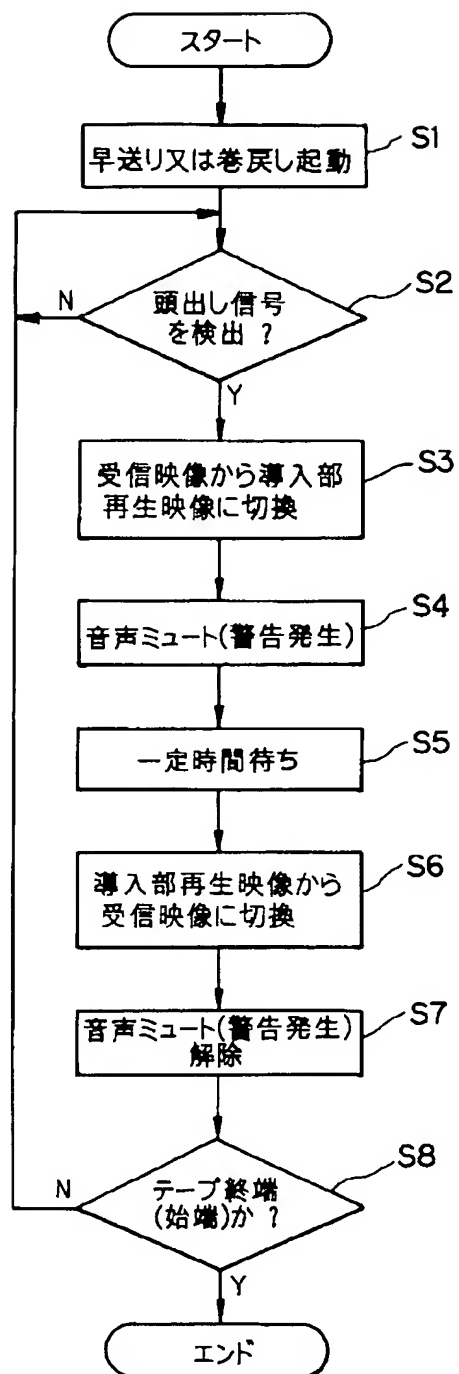 スタート
早送り又は巻戻し起動
S1
頭出し信号
を検出?
S2
N
Y
受信映像から導入部
再生映像に切換
S3
音声ミュート(警告発生)
S4
一定時間待ち
S5
導入部再生映像から
受信映像に切換
S6
音声ミュート(警告発生)
解除
S7
テープ終端
(始端)か?
S8
N
Y
エンド